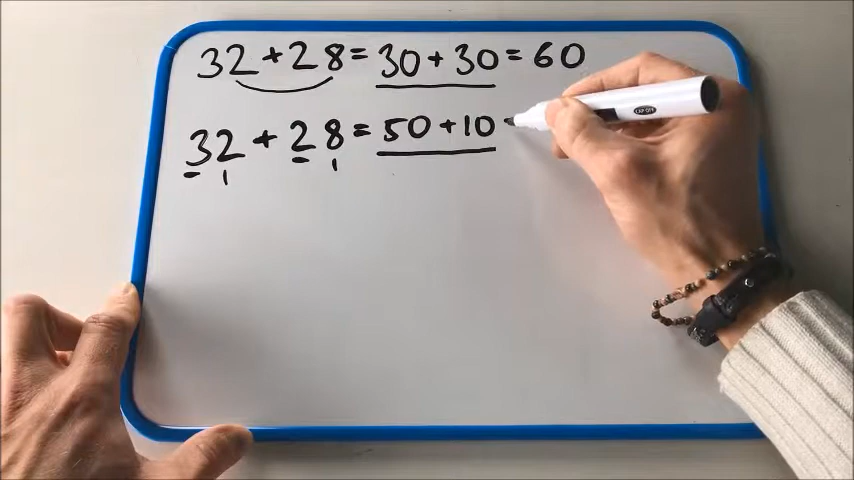 32 + 28 = 30 + 30 = 60
32 + 28 = 50 + 10
CAP OFF